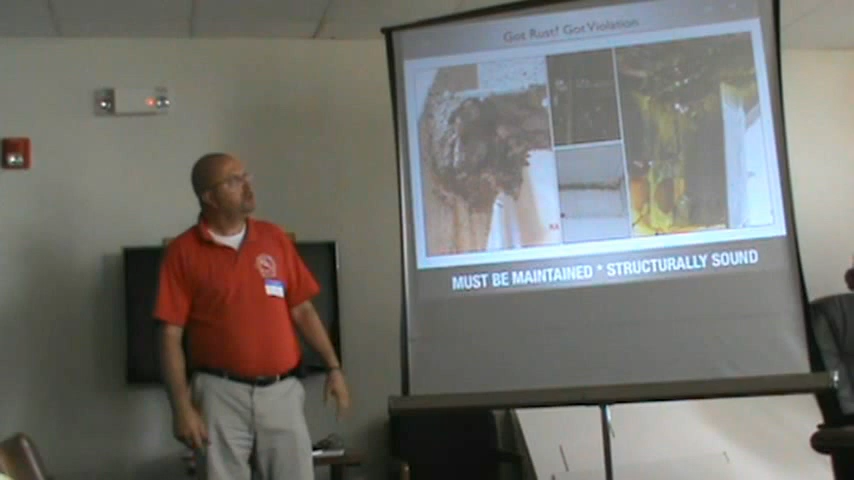 Got Rust? Got Violation
MUST BE MAINTAINED * STRUCTURALLY SOUND